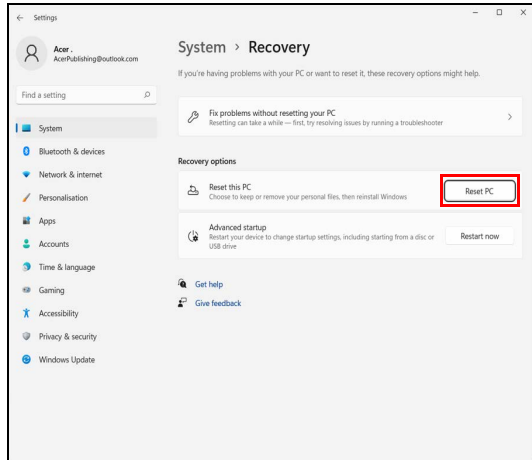 Settings
Acer .
AcerPublishing@outlook.com
Find a setting
System
Bluetooth & devices
Network & internet
Personalisation
Apps
Accounts
Time & language
Gaming
Accessibility
Privacy & security
Windows Update
System > Recovery
If you're having problems with your PC or want to reset it, these recovery options might help.
Fix problems without resetting your PC
Resetting can take a while — first, try resolving issues by running a troubleshooter
Recovery options
Reset this PC
Choose to keep or remove your personal files, then reinstall Windows
Reset PC
Advanced startup
Restart your device to change startup settings, including starting from a disc or
USB drive
Restart now
Get help
Give feedback